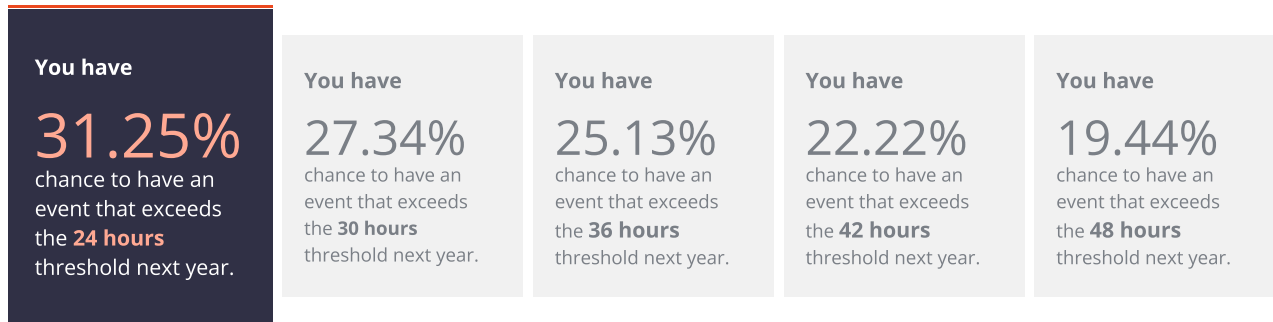 You have
31.25%
chance to have an
event that exceeds
the 24 hours
threshold next year.
You have
27.34%
chance to have an
event that exceeds
the 30 hours
threshold next year.
You have
25.13%
chance to have an
event that exceeds
the 36 hours
threshold next year.
You have
22.22%
chance to have an
event that exceeds
the 42 hours
threshold next year.
You have
19.44%
chance to have an
event that exceeds
the 48 hours
threshold next year.